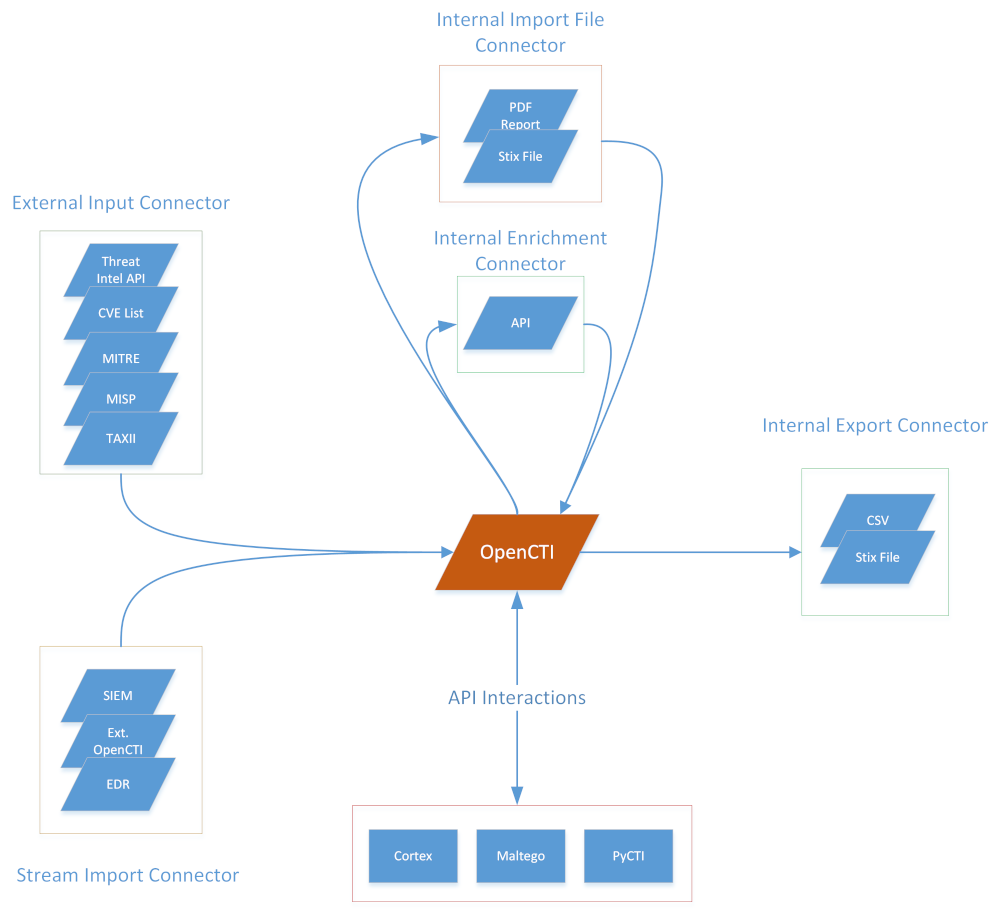 Internal Import File
Connector
PDF
Report
Stix File
External Input Connector
Threat
Intel API
CVE List
MITRE
MISP
TAXII
Internal Enrichment
Connector
API
Internal Export Connector
CSV
Stix File
OpenCTI
SIEM
Ext.
OpenCTI
EDR
Stream Import Connector
API Interactions
Cortex
Maltego
PyCTI